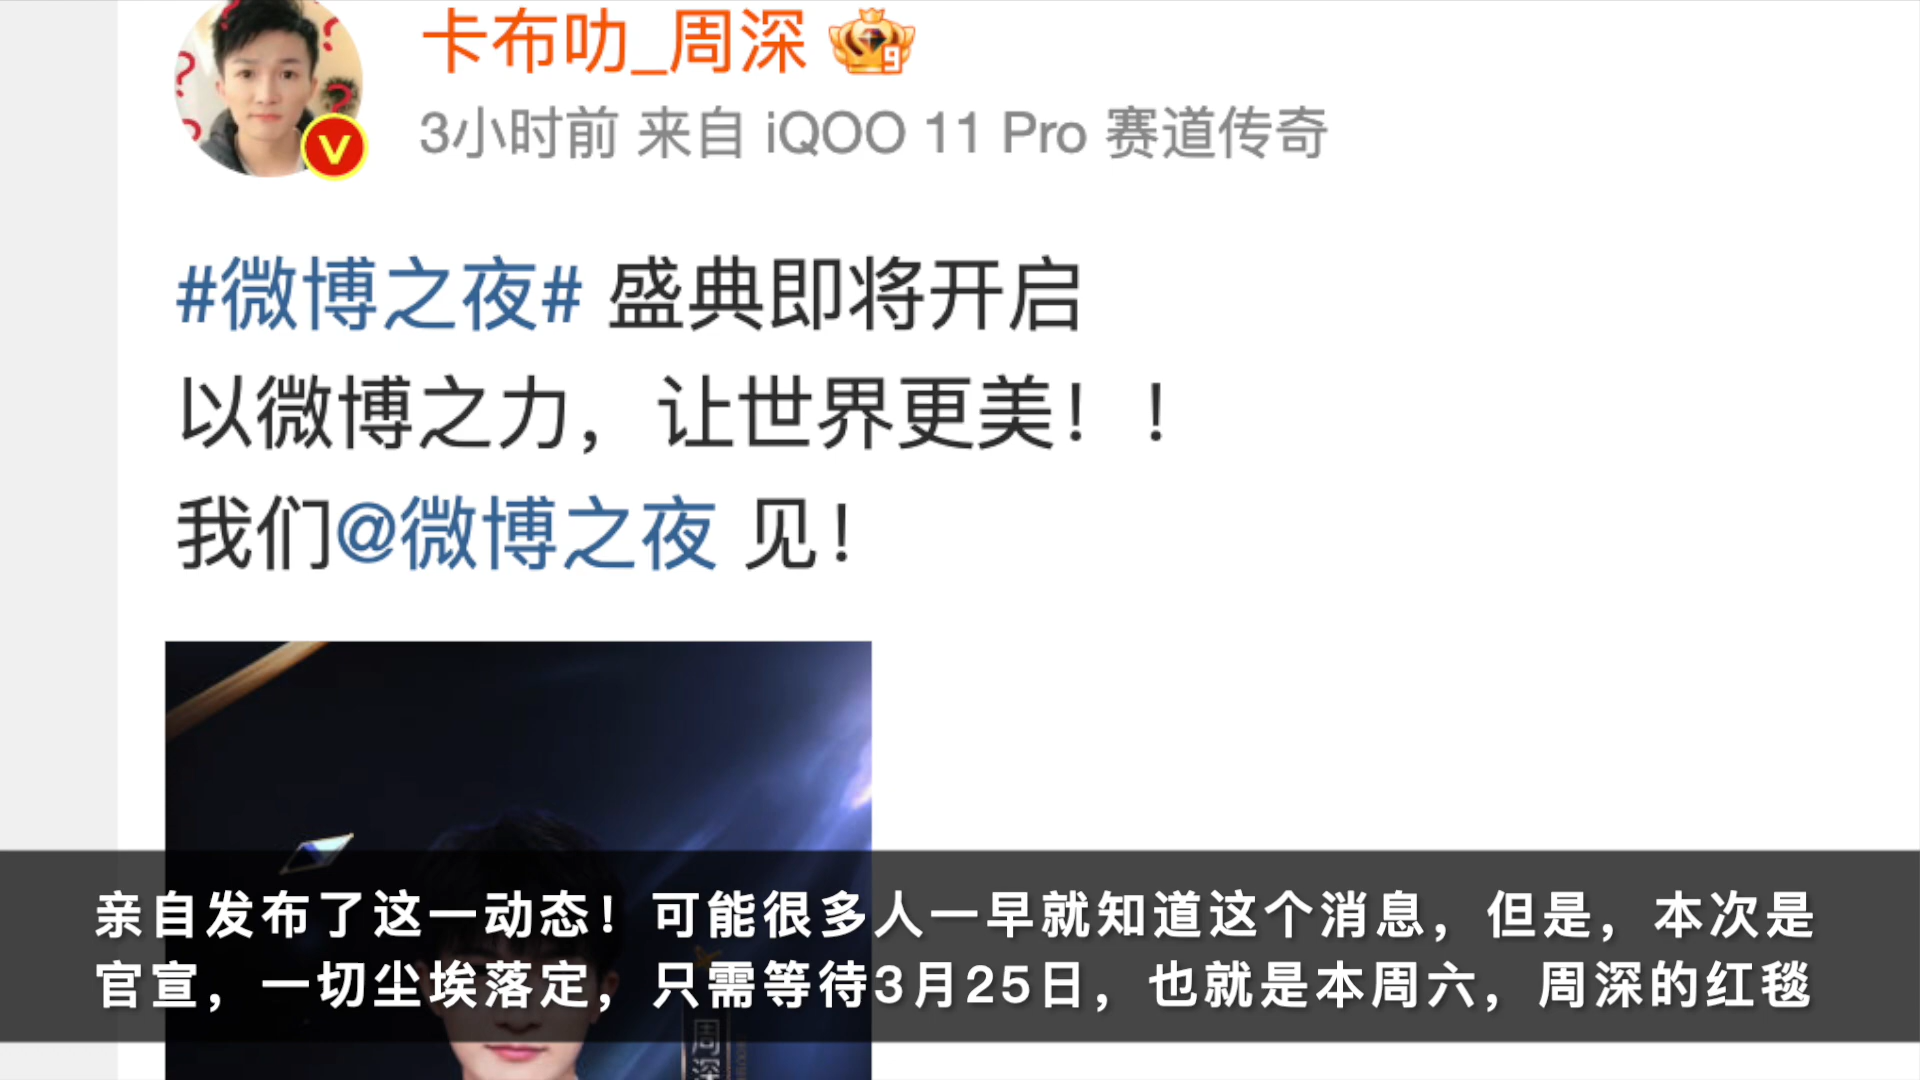 卡布叻_周深
3小时前 来自 iQOO 11 Pro 赛道传奇
#微博之夜# 盛典即将开启
以微博之力，让世界更美！！
我们@微博之夜 见！
亲自发布了这一动态！可能很多人一早就知道这个消息，但是，本次是
官宣，一切尘埃落定，只需等待3月25日，也就是本周六，周深的红毯
周深